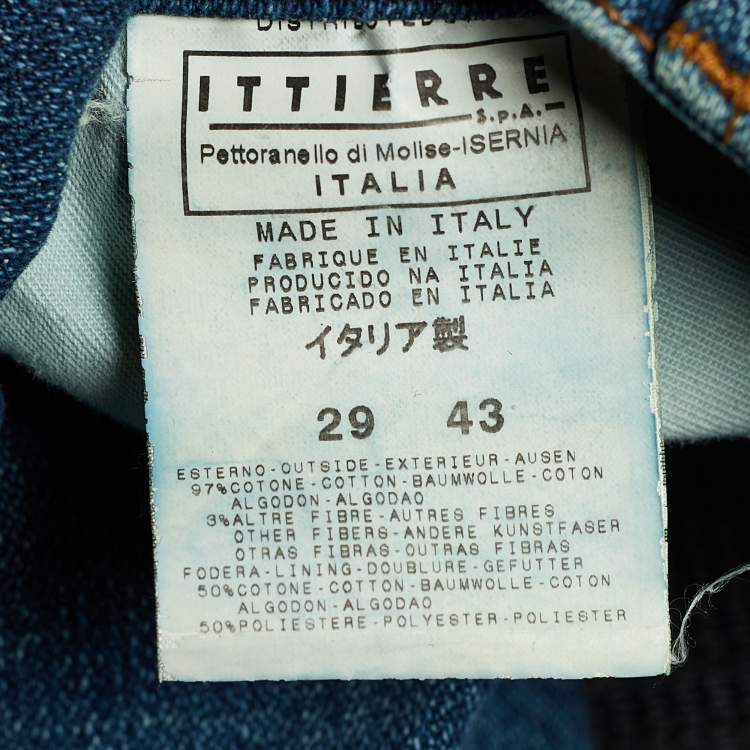 DISTRIBUTED
ITTIERRE
S.p.A.
Pettoranello di Molise-ISERNIA
ITALIA
MADE IN ITALY
FABRIQUE EN ITALIE
PRODUCIDO NA ITALIA
FABRICADO EN ITALIA
イタリア製
29 43
ESTERNO-OUTSIDE-EXTERIEUR-AUSEN
97%COTONE-COTTON-BAUMWOLLE-COTON
ALGODON-ALGODAO
3%ALTRE FIBRE-AUTRES FIBRES
OTHER FIBERS-ANDERE KUNSTFASER
OTRAS FIBRAS-OUTRAS FIBRAS
FODERA-LINING-DOUBLURE-GEFUTTER
50%COTONE-COTTON-BAUMWOLLE-COTON
ALGODON-ALGODAO
50%POLIESTERE-POLYESTER-POLIESTER